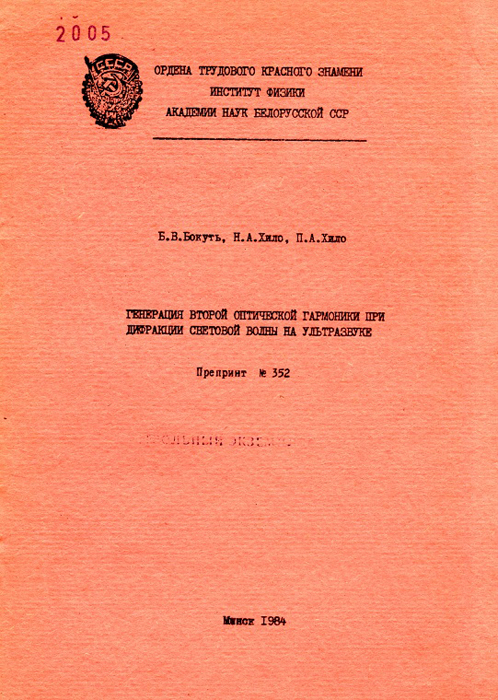 2005
СССР
ОРДЕНА ТРУДОВОГО КРАСНОГО ЗНАМЕНИ
ИНСТИТУТ ФИЗИКИ
АКАДЕМИИ НАУК БЕЛОРУССКОЙ ССР
Б.В.Бокуть, Н.А.Хило, П.А.Хило
ГЕНЕРАЦИЯ ВТОРОЙ ОПТИЧЕСКОЙ ГАРМОНИКИ ПРИ
ДИФРАКЦИИ СВЕТОВОЙ ВОЛНЫ НА УЛЬТРАЗВУКЕ
Препринт № 352
Минск 1984